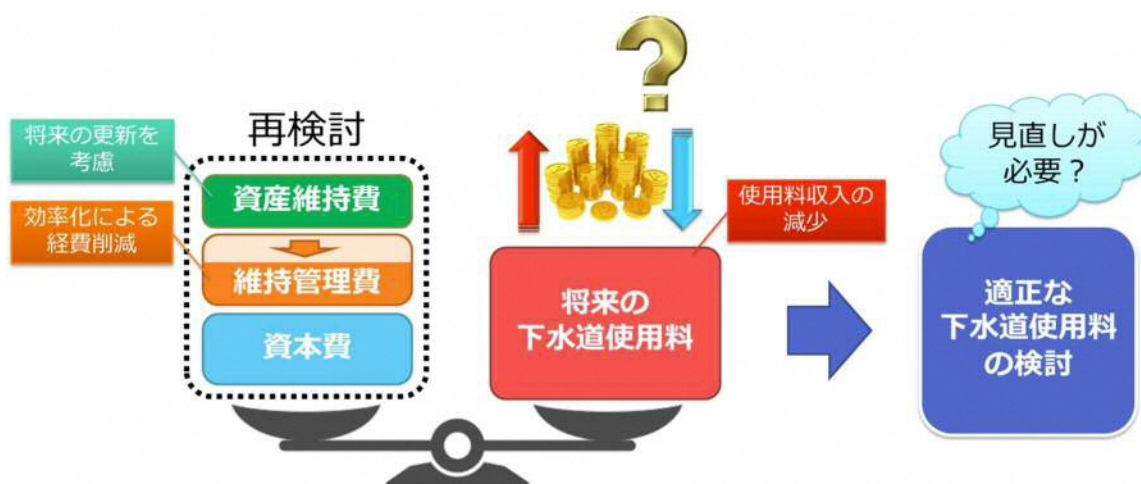 再検討
将来の更新を
考慮
資産維持費
効率化による
経費削減
維持管理費
資本費
?
使用料収入の
減少
将来の
下水道使用料
見直しが
必要？
適正な
下水道使用料
の検討